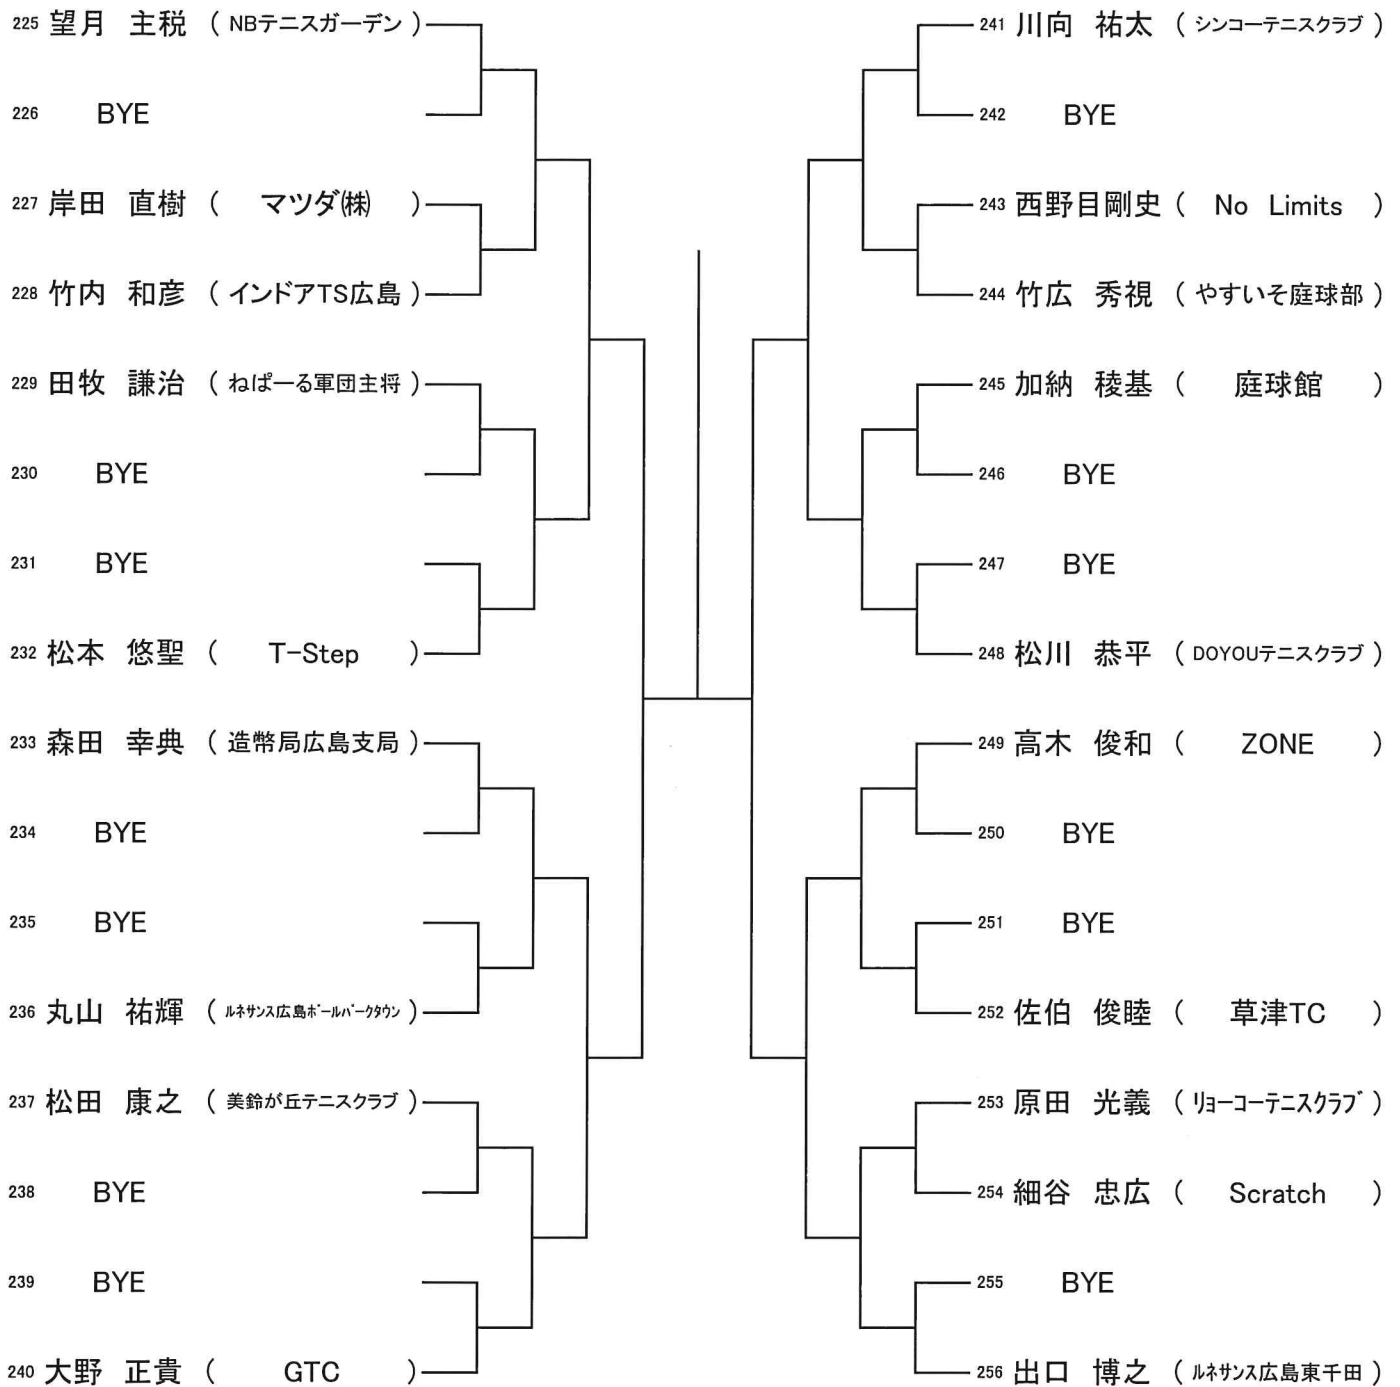 225 望月 主税 ( NBテニスガーデン )
226 BYE
227 岸田 直樹 ( マツダ㈱ )
228 竹内 和彦 ( インドアTS広島 )
229 田牧 謙治 ( ねぱーる軍団主将 )
230 BYE
231 BYE
232 松本 悠聖 ( T-Step )
233 森田 幸典 ( 造幣局広島支局 )
234 BYE
235 BYE
236 丸山 祐輝 ( ﾙﾈｻﾝｽ広島ﾎﾞｰﾙﾊﾟｰｸﾀｳﾝ )
237 松田 康之 ( 美鈴が丘テニスクラブ )
238 BYE
239 BYE
240 大野 正貴 ( GTC )
241 川向 祐太 ( シンコーテニスクラブ )
242 BYE
243 西野目剛史 ( No Limits )
244 竹広 秀視 ( やすいそ庭球部 )
245 加納 稜基 ( 庭球館 )
246 BYE
247 BYE
248 松川 恭平 ( DOYOUテニスクラブ )
249 高木 俊和 ( ZONE )
250 BYE
251 BYE
252 佐伯 俊睦 ( 草津TC )
253 原田 光義 ( ﾘｮｰｺｰﾃﾆｽｸﾗﾌﾞ )
254 細谷 忠広 ( Scratch )
255 BYE
256 出口 博之 ( ﾙﾈｻﾝｽ広島東千田 )